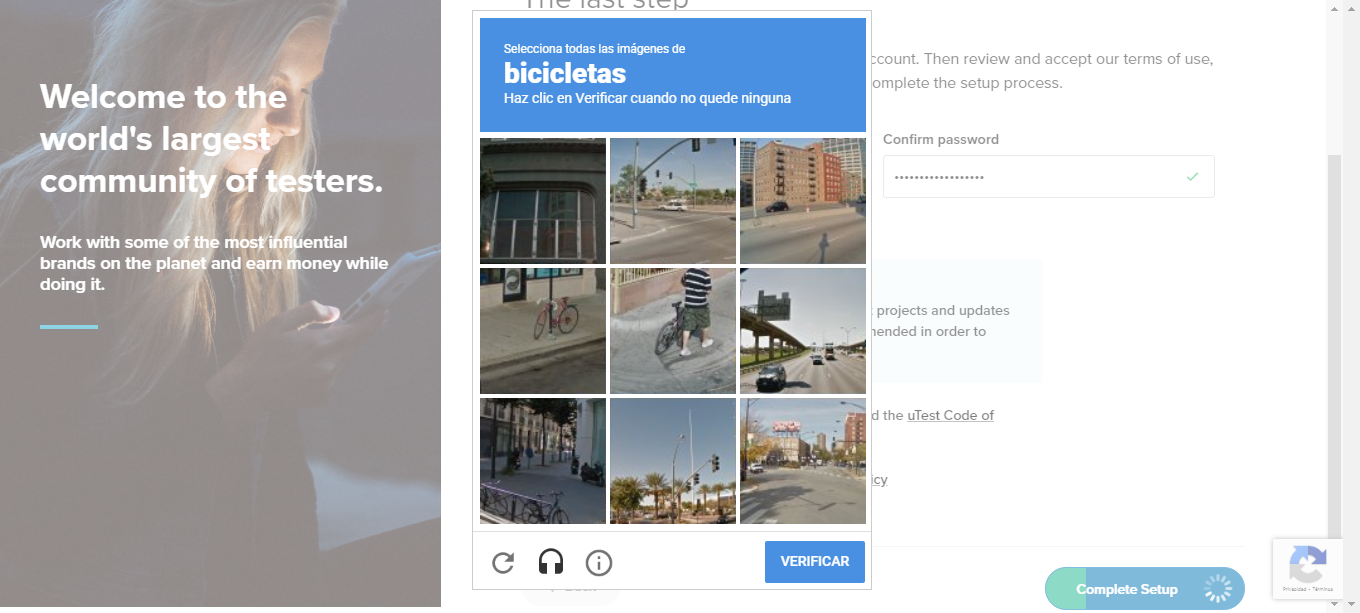 The last step
Welcome to the
world's largest
community of testers.
Work with some of the most influential
brands on the planet and earn money while
doing it.
Selecciona todas las imágenes de
bicicletas
Haz clic en Verificar cuando no quede ninguna
VERIFICAR
ccount. Then review and accept our terms of use,
omplete the setup process.
Confirm password
projects and updates
nended in order to
d the uTest Code of
icy
Complete Setup
Privacidad - Términos